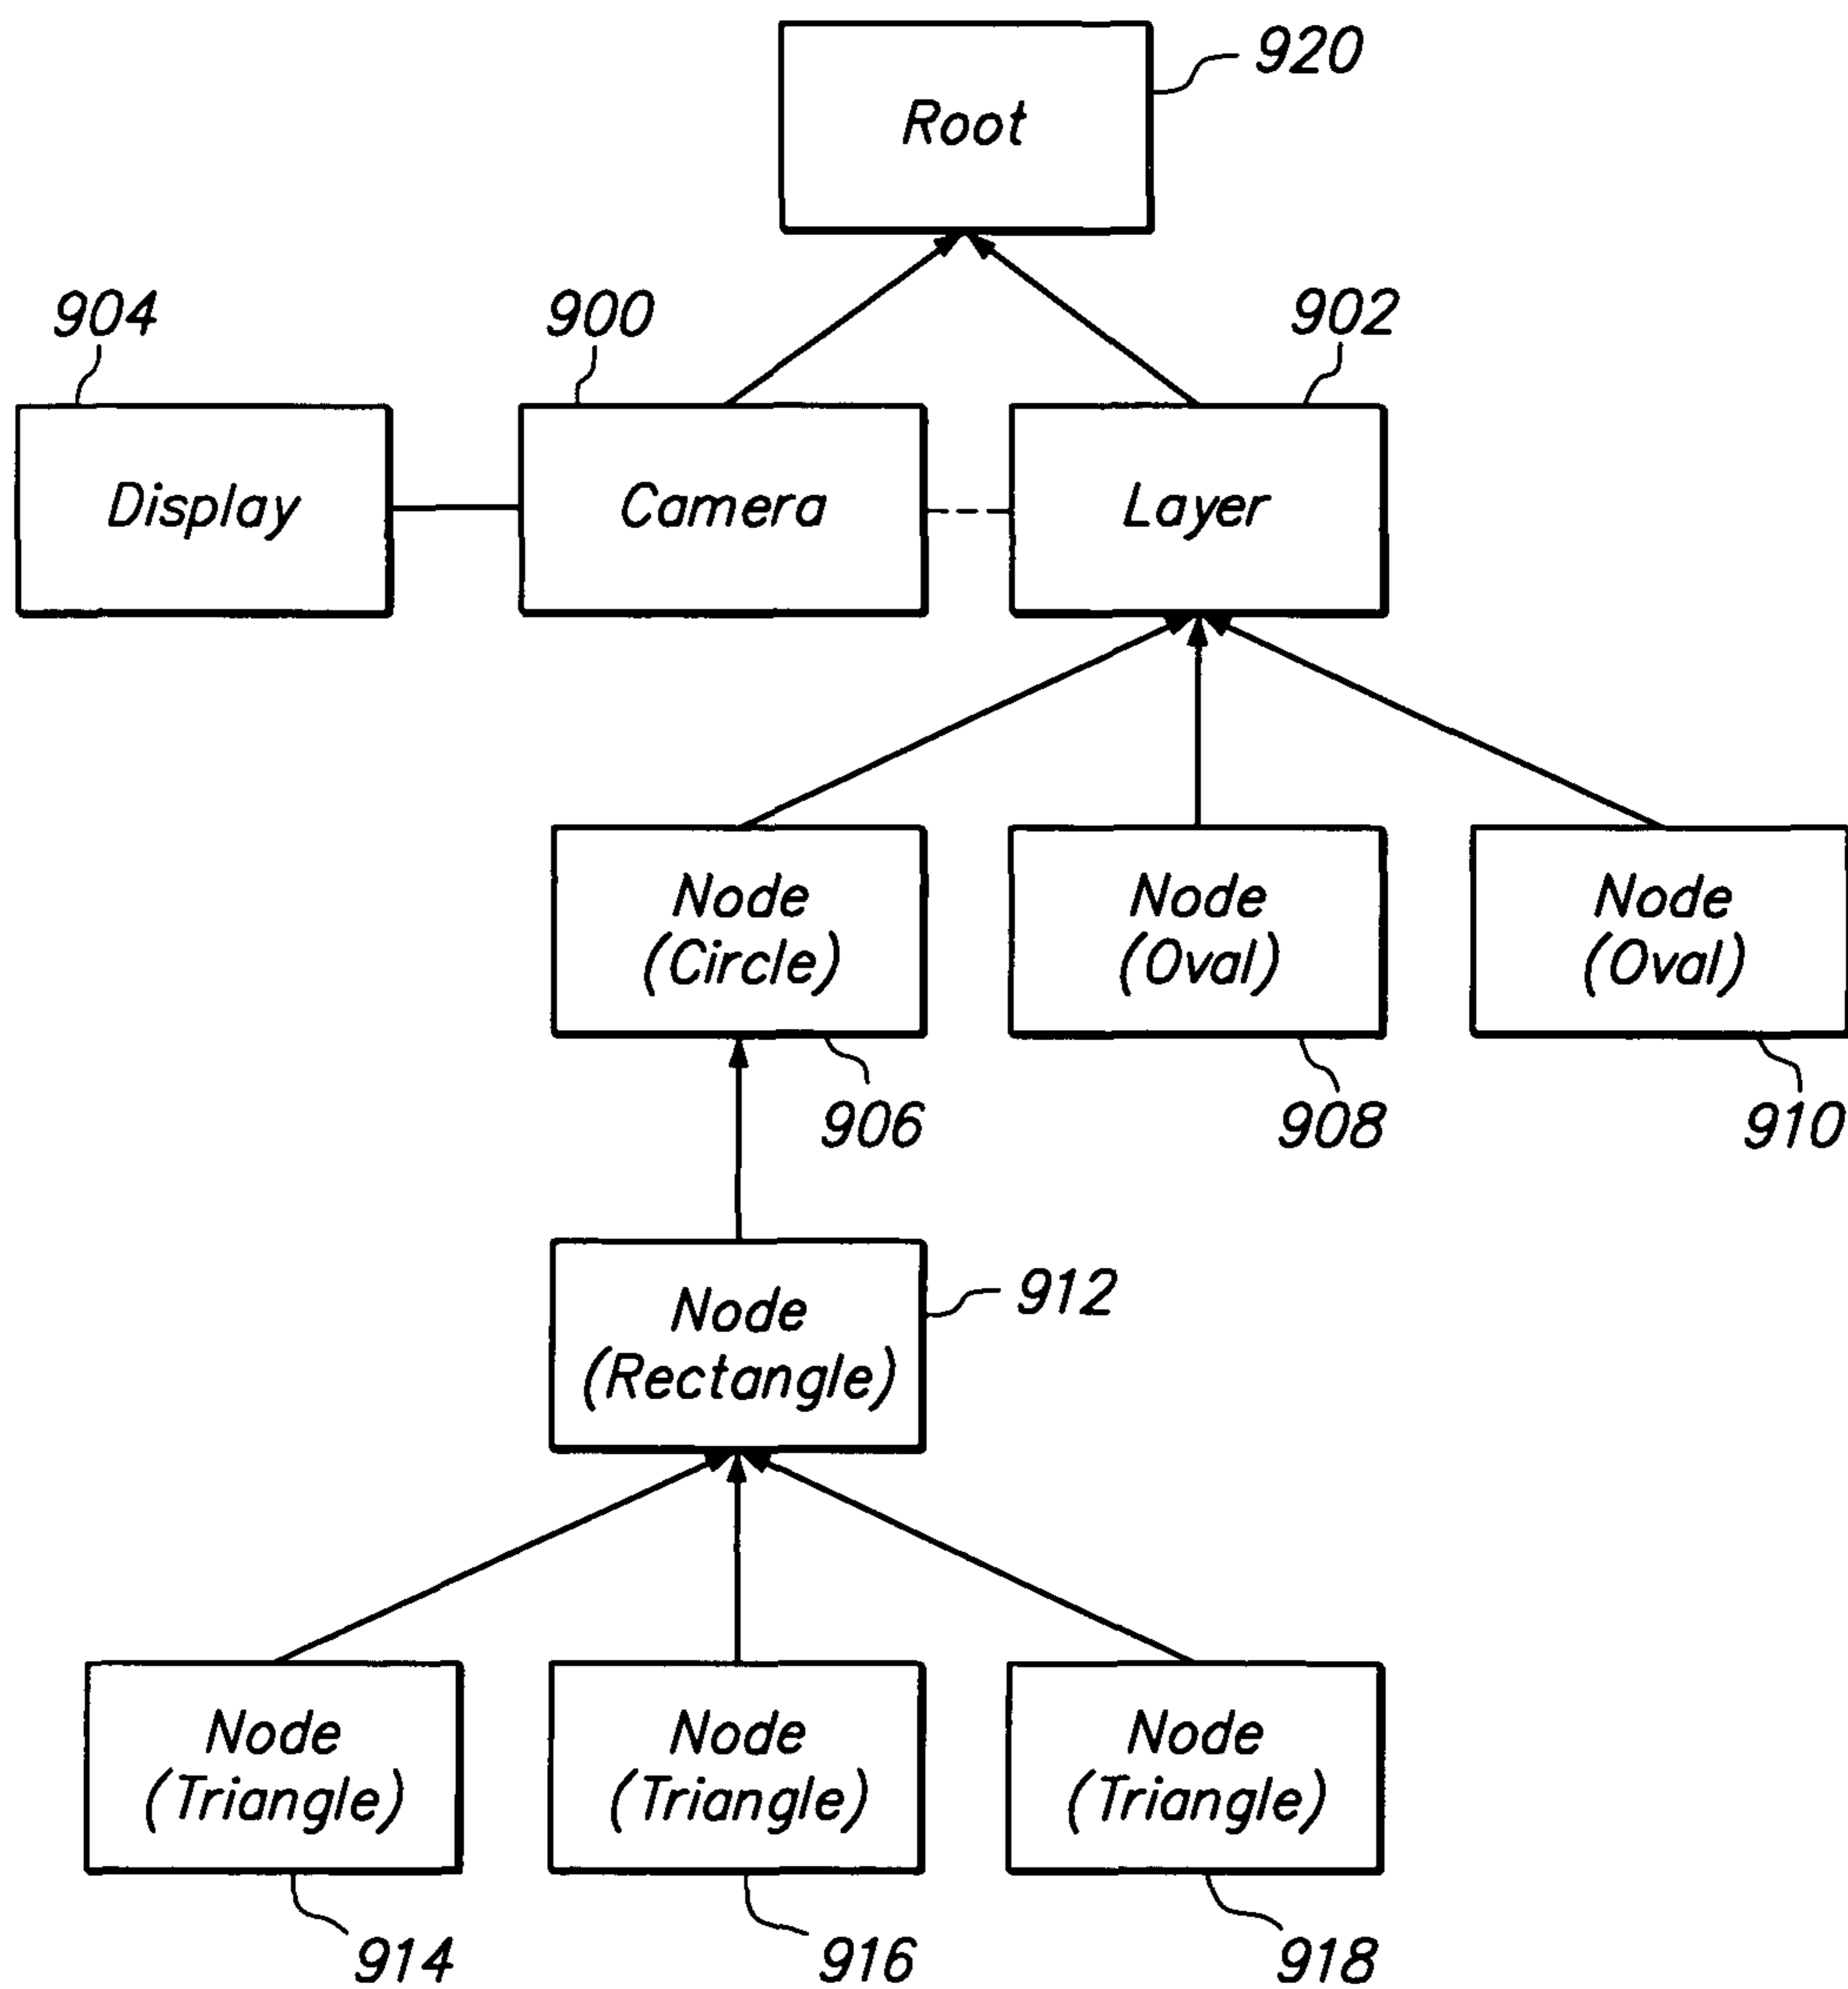 920
Root
904
900
902
Display
Camera
Layer
Node
(Circle)
Node
(Oval)
Node
(Oval)
906
908
910
Node
(Rectangle)
912
Node
(Triangle)
Node
(Triangle)
Node
(Triangle)
914
916
918